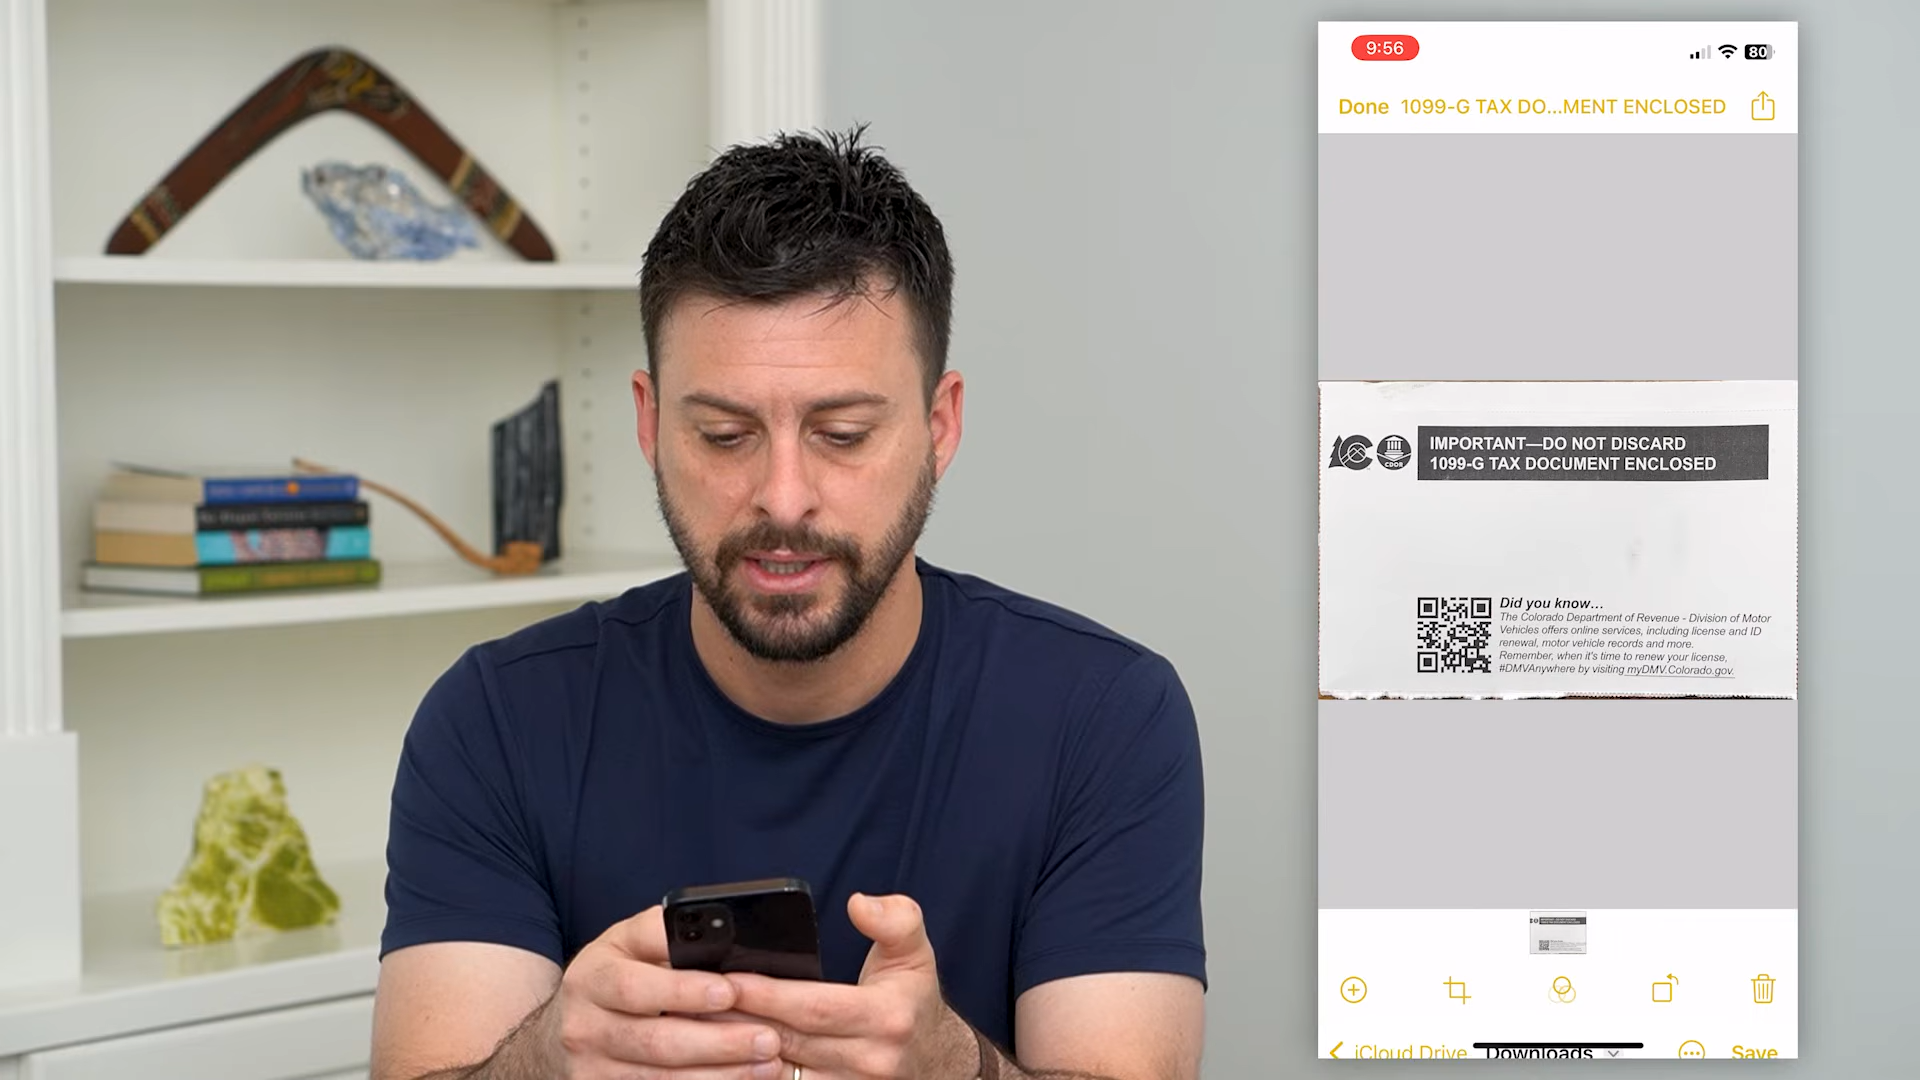 9:56
80
Done 1099-G TAX DO...MENT ENCLOSED
IMPORTANT—DO NOT DISCARD
1099-G TAX DOCUMENT ENCLOSED
CDOR
Did you know...
The Colorado Department of Revenue - Division of Motor
Vehicles offers online services, including license and ID
renewal, motor vehicle records and more.
Remember, when it's time to renew your license,
#DMVAnywhere by visiting myDMV.Colorado.gov.
iCloud Drive Downloads Save